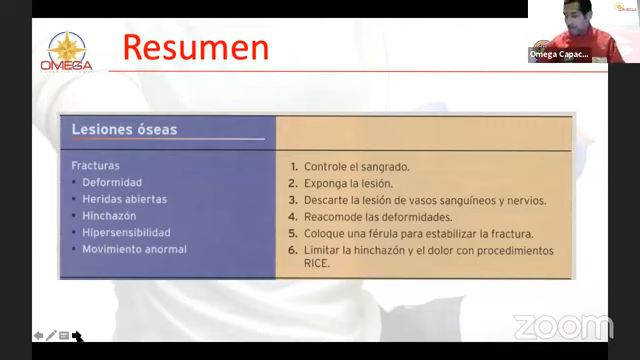 OMEGA
Resumen
Omega Capac...
Lesiones óseas
Fracturas
• Deformidad
• Heridas abiertas
• Hinchazón
• Hipersensibilidad
• Movimiento anormal
1. Controle el sangrado.
2. Exponga la lesión.
3. Descarte la lesión de vasos sanguíneos y nervios.
4. Reacomode las deformidades.
5. Coloque una férula para estabilizar la fractura.
6. Limitar la hinchazón y el dolor con procedimientos
RICE.
zoom